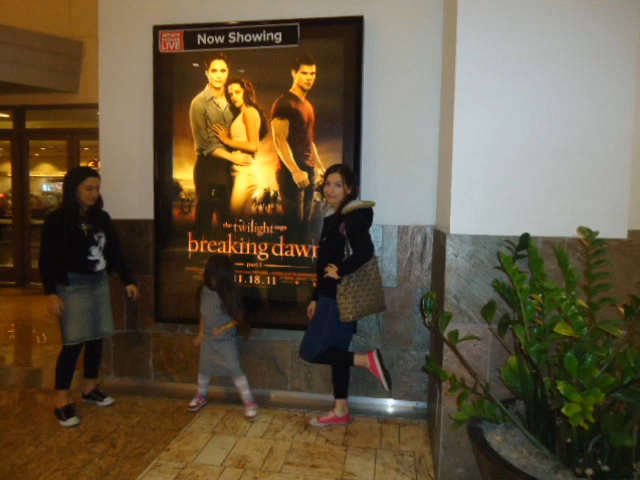 LIVE
Now Showing
the twilight saga
breaking dawn
part 1
11.18.11